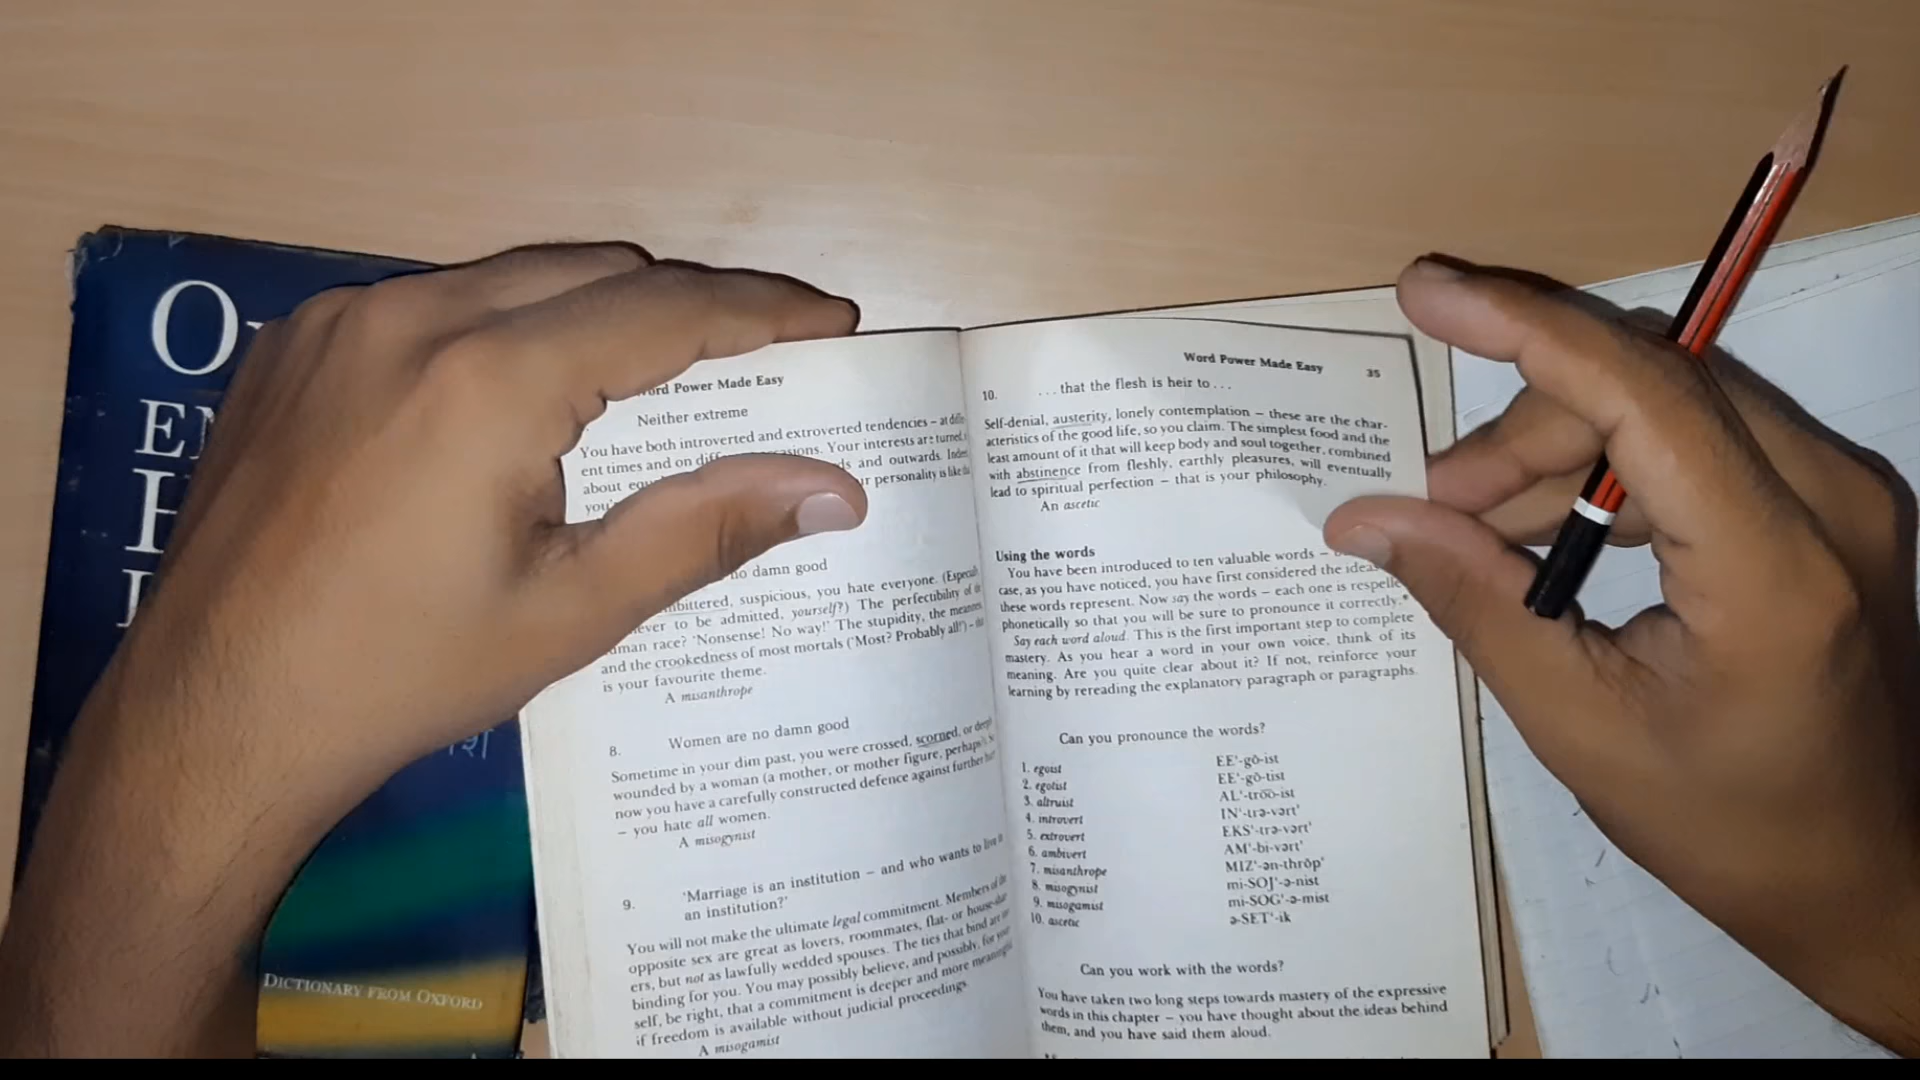 O
EN
H
DICTIONARY FROM OXFORD
Word Power Made Easy
Neither extreme
You have both introverted and extroverted tendencies – at
ent times and on Your interests are turned
about and outwards.
personality is like
no damn good
suspicious, you hate everyone.
to be admitted, yourself?) The perfectibility of
race? 'Nonsense! No way!' The stupidity, the
and the crookedness of most mortals ('Most? Probably all!') –
is your favourite theme.
A misanthrope
8. Women are no damn good
Sometime in your dim past, you were crossed, scorned, or
wounded by a woman (a mother, or mother figure, perhaps?).
now you have a carefully constructed defence against further
– you hate all women.
A misogynist
9. 'Marriage is an institution – and who wants to live
an institution?'
You will not make the ultimate legal commitment. Members of the
opposite sex are great as lovers, roommates, flat- or
ers, but not as lawfully wedded spouses. The ties that bind are
binding for you. You may possibly believe, and possibly, for
self, be right, that a commitment is deeper and more
if freedom is available without judicial proceedings.
A misogamist
Word Power Made Easy 35
10. ... that the flesh is heir to ...
Self-denial, austerity, lonely contemplation – these are the char-
acteristics of the good life, so you claim. The simplest food and the
least amount of it that will keep body and soul together, combined
with abstinence from fleshly, earthly pleasures, will eventually
lead to spiritual perfection – that is your philosophy.
An ascetic
Using the words
You have been introduced to ten valuable words –
case, as you have noticed, you have first considered the ideas
these words represent. Now say the words – each one is
phonetically so that you will be sure to pronounce it correctly.*
Say each word aloud. This is the first important step to complete
mastery. As you hear a word in your own voice, think of its
meaning. Are you quite clear about it? If not, reinforce your
learning by rereading the explanatory paragraph or paragraphs.
Can you pronounce the words?
1. egoist EE'-gō-ist
2. egotist EE'-gō-tist
3. altruist AL'-trōō-ist
4. introvert IN'-trə-vərt'
5. extrovert EKS'-trə-vərt'
6. ambivert AM'-bi-vərt'
7. misanthrope MIZ'-ən-thrōp'
8. misogynist mi-SOJ'-ə-nist
9. misogamist mi-SOG'-ə-mist
10. ascetic ə-SET'-ik
Can you work with the words?
You have taken two long steps towards mastery of the expressive
words in this chapter – you have thought about the ideas behind
them, and you have said them aloud.